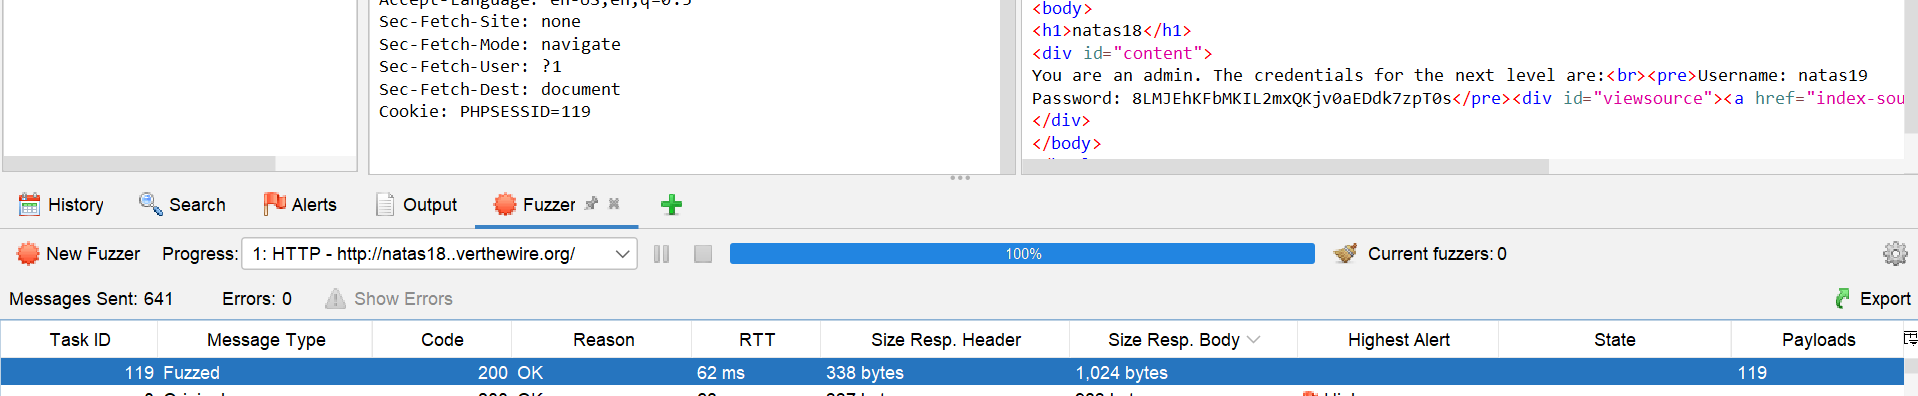 Sec-Fetch-Site: none
Sec-Fetch-Mode: navigate
Sec-Fetch-User: ?1
Sec-Fetch-Dest: document
Cookie: PHPSESSID=119
<body>
<h1>natas18</h1>
<div id="content">
You are an admin. The credentials for the next level are:<br><pre>Username: natas19
Password: 8LMJEhKFbMKIL2mxQKjv0aEDdk7zpT0s</pre><div id="viewsource"><a href="index-sou
</div>
</body>
History Search Alerts Output Fuzzer
New Fuzzer Progress: 1: HTTP - http://natas18..verthewire.org/ 100% Current fuzzers: 0
Messages Sent: 641 Errors: 0 Show Errors Export
Task ID Message Type Code Reason RTT Size Resp. Header Size Resp. Body Highest Alert State Payloads
119 Fuzzed 200 OK 62 ms 338 bytes 1,024 bytes 119